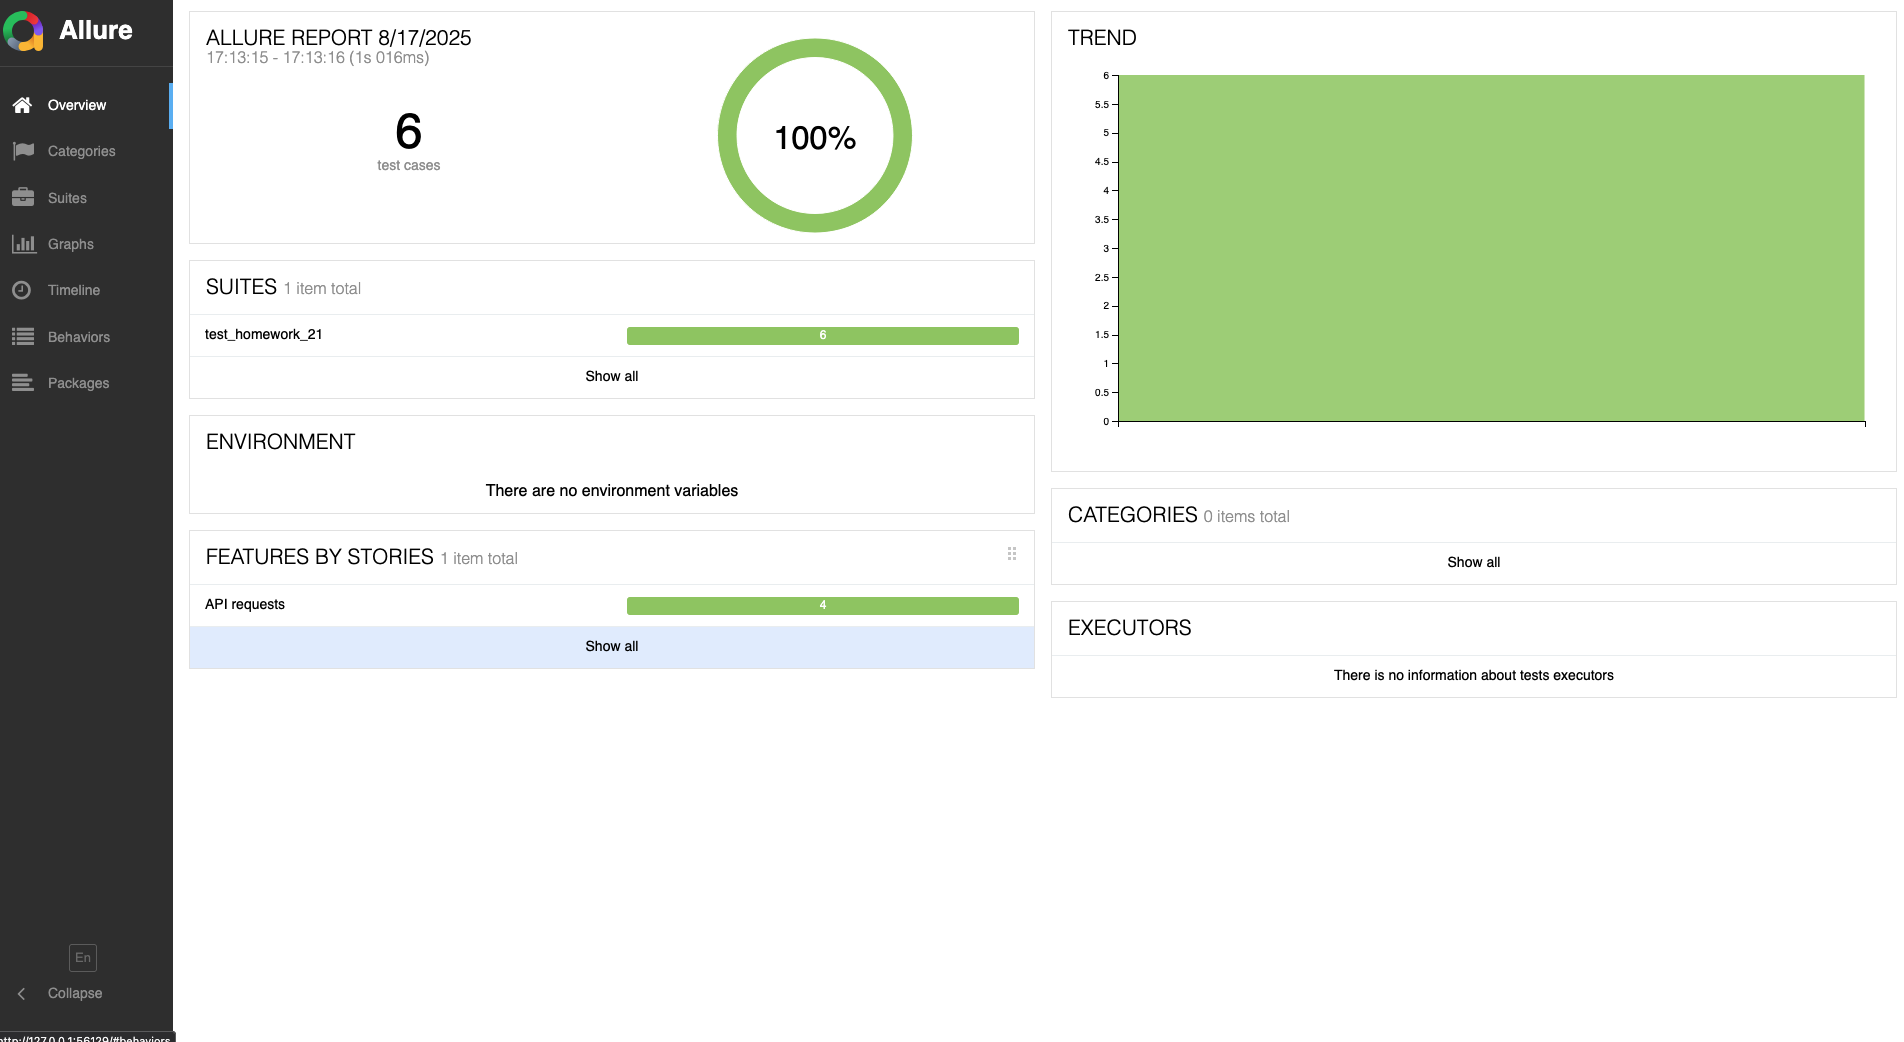 Allure
Overview
Categories
Suites
Graphs
Timeline
Behaviors
Packages
En
Collapse
http://127.0.0.1:56129/#behaviors
ALLURE REPORT 8/17/2025
17:13:15 - 17:13:16 (1s 016ms)
6
test cases
100%
SUITES 1 item total
test_homework_21 6
Show all
ENVIRONMENT
There are no environment variables
FEATURES BY STORIES 1 item total
API requests 4
Show all
TREND
6
5.5
5
4.5
4
3.5
3
2.5
2
1.5
1
0.5
0
CATEGORIES 0 items total
Show all
EXECUTORS
There is no information about tests executors